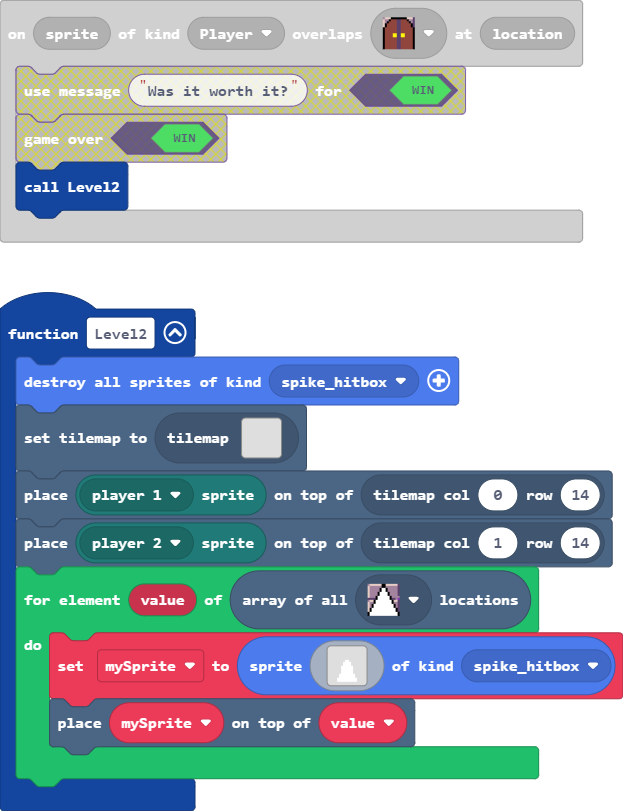 on sprite of kind Player overlaps at location
use message "Was it worth it?" for WIN
game over WIN
call Level2
function Level2
destroy all sprites of kind spike_hitbox
set tilemap to tilemap
place player 1 sprite on top of tilemap col 0 row 14
place player 2 sprite on top of tilemap col 1 row 14
for element value of array of all locations
do
set mySprite to sprite of kind spike_hitbox
place mySprite on top of value